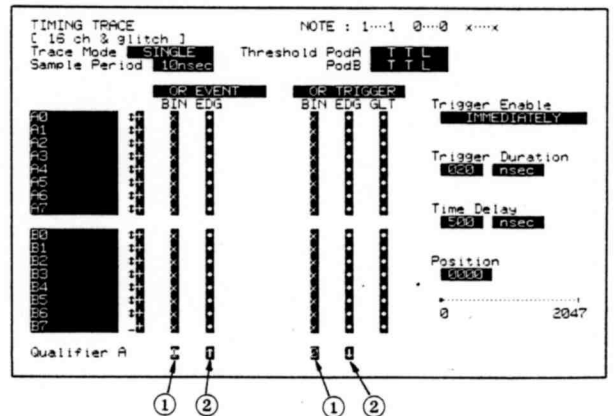 TIMING TRACE
NOTE : 1····1 0····0 x····x
[ 16 ch & glitch ]
Trace Mode SINGLE
Threshold PodA T T L
Sample Period 10nsec
PodB T T L
OR EVENT
OR TRIGGER
BIN EDG
BIN EDG GLT
Trigger Enable
IMMEDIATELY
A0
A1
A2
A3
A4
A5
A6
A7
Trigger Duration
020 nsec
Time Delay
500 nsec
B0
B1
B2
B3
B4
B5
B6
B7
Position
0000
0 2047
Qualifier A
① ② ① ②